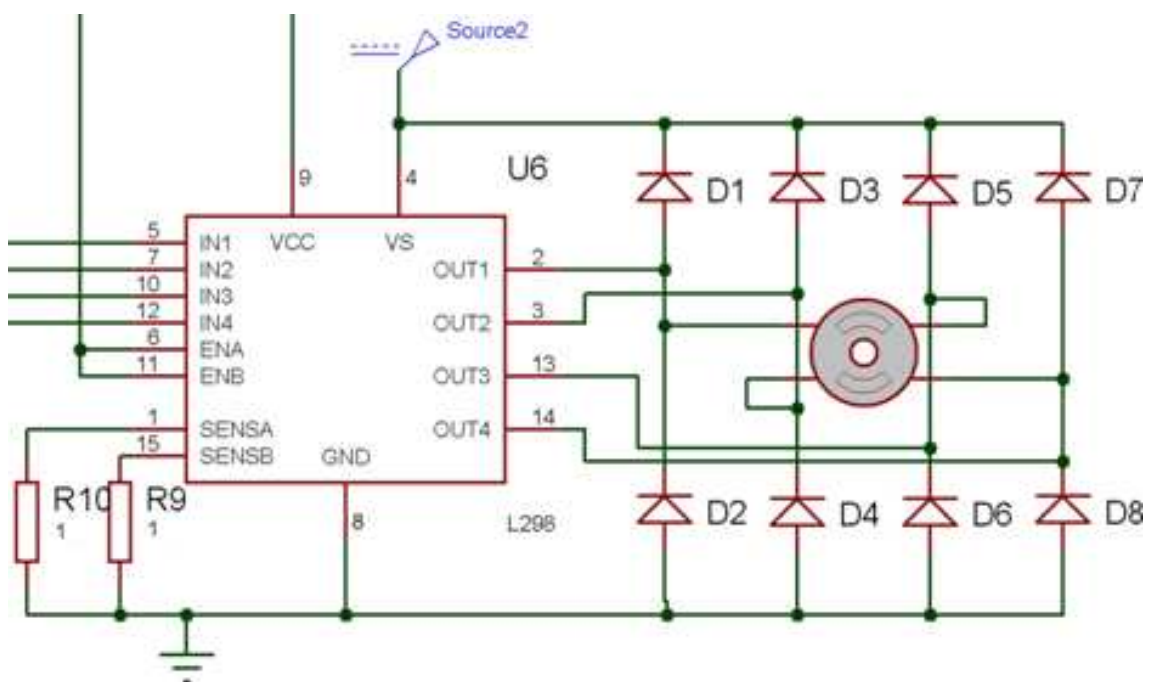 Source2
U6
9
4
D1
D3
D5
D7
5
IN1
VCC
VS
7
IN2
OUT1
2
10
IN3
12
IN4
OUT2
3
6
ENA
11
ENB
OUT3
13
1
SENSA
OUT4
14
15
SENSB
GND
R10
1
R9
1
8
L298
D2
D4
D6
D8